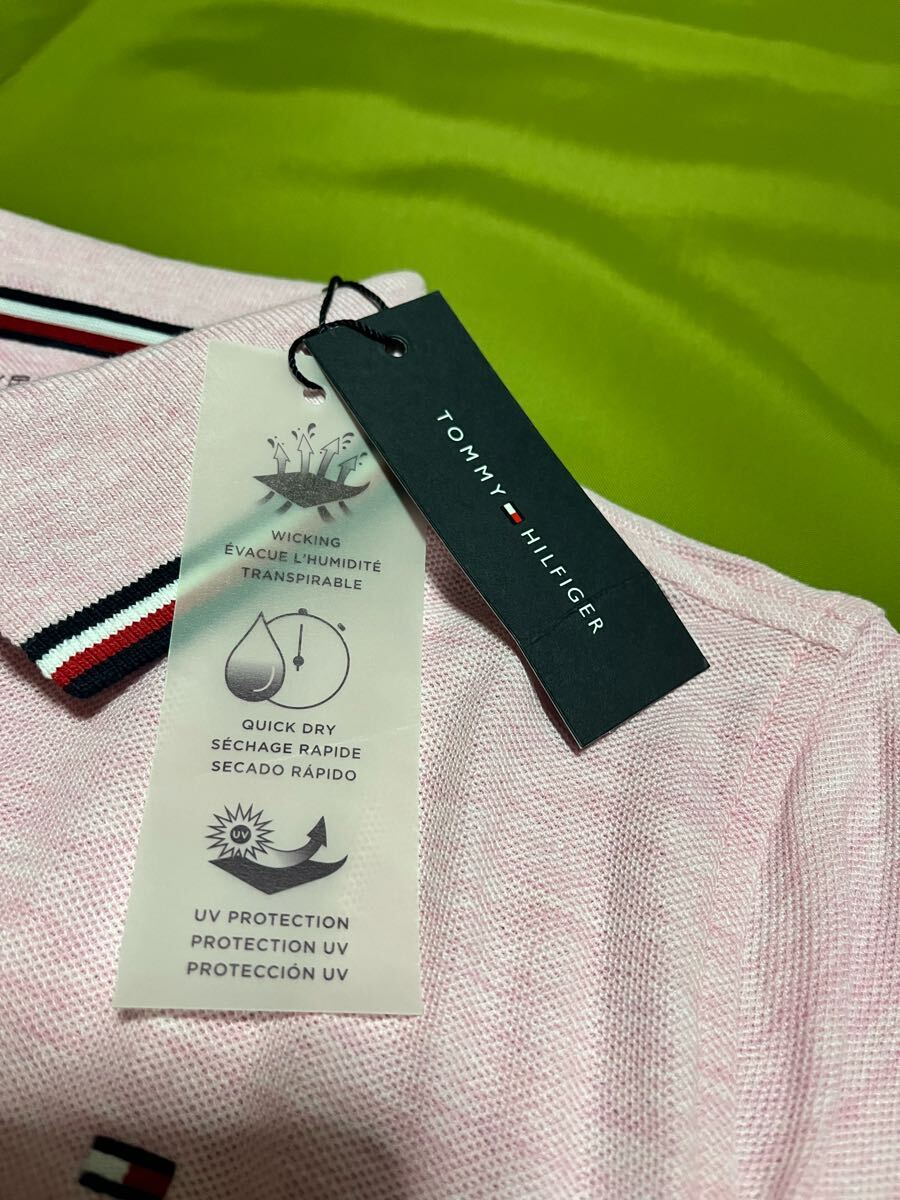 TOMMY HILFIGER
WICKING
ÉVACUE L'HUMIDITÉ
TRANSPIRABLE
QUICK DRY
SÉCHAGE RAPIDE
SECADO RÁPIDO
UV
UV PROTECTION
PROTECTION UV
PROTECCIÓN UV